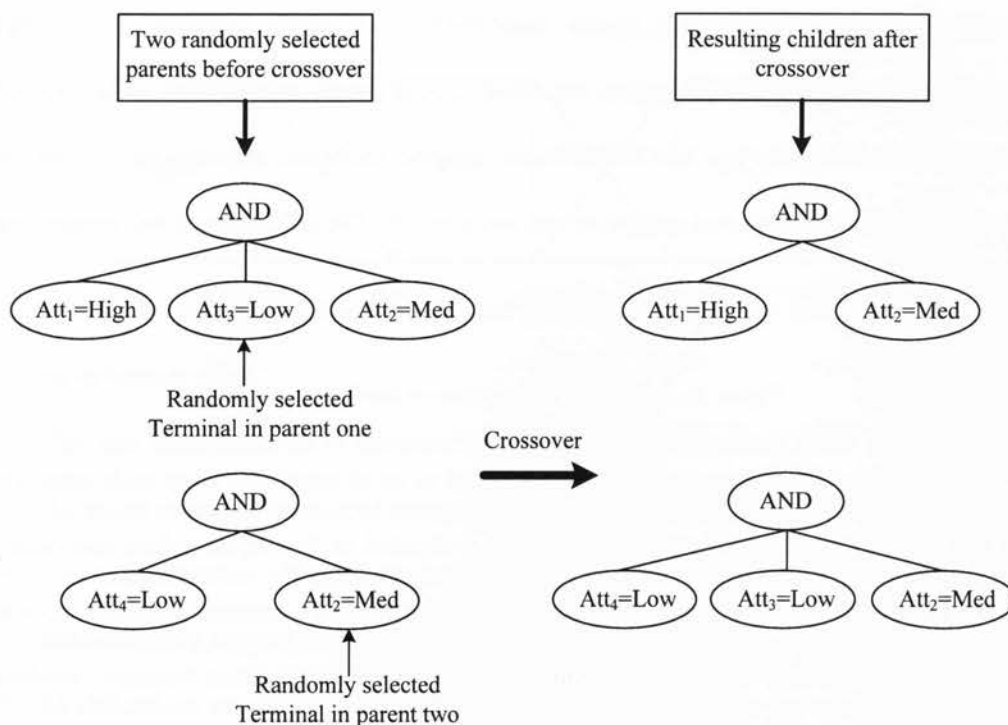 Two randomly selected
parents before crossover
Resulting children after
crossover
AND
Att₁=High
Att₃=Low
Att₂=Med
Randomly selected
Terminal in parent one
AND
Att₁=High
Att₂=Med
Crossover
AND
Att₄=Low
Att₂=Med
Randomly selected
Terminal in parent two
AND
Att₄=Low
Att₃=Low
Att₂=Med